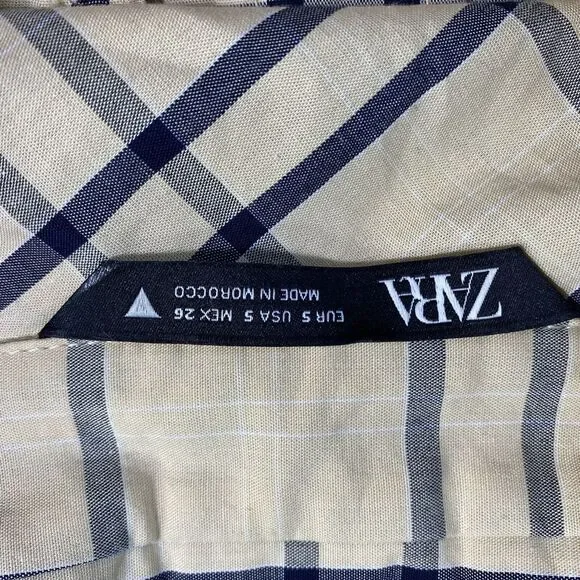 ZARA
EUR S USA S MEX 26
MADE IN MOROCCO